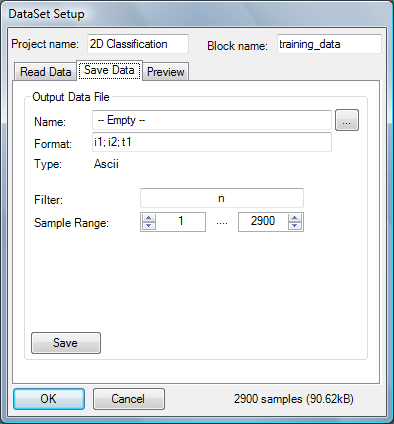 DataSet Setup
Project name: 2D Classification Block name: training_data
Read Data Save Data Preview
Output Data File
Name: -- Empty -- ...
Format: i1; i2; t1
Type: Ascii
Filter: n
Sample Range: 1 .... 2900
Save
OK Cancel 2900 samples (90.62kB)